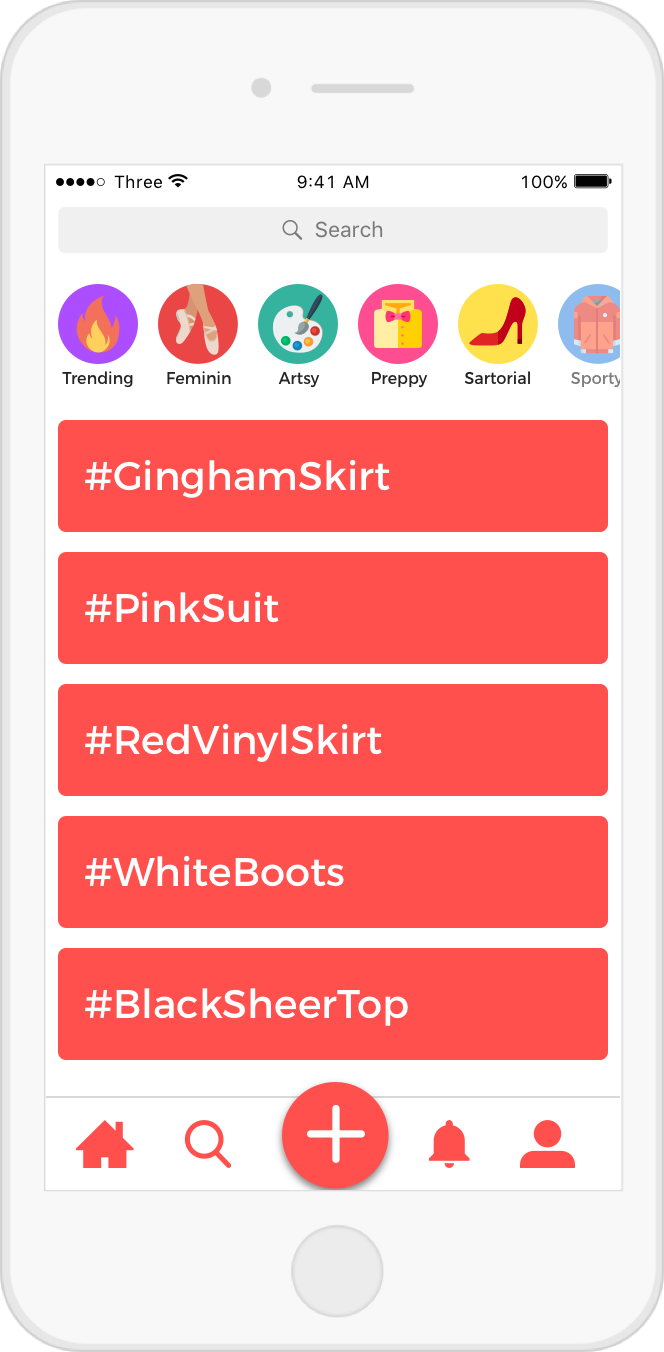 Three 9:41 AM 100%
Search
Trending Feminin Artsy Preppy Sartorial Sporty
#GinghamSkirt
#PinkSuit
#RedVinylSkirt
#WhiteBoots
#BlackSheerTop